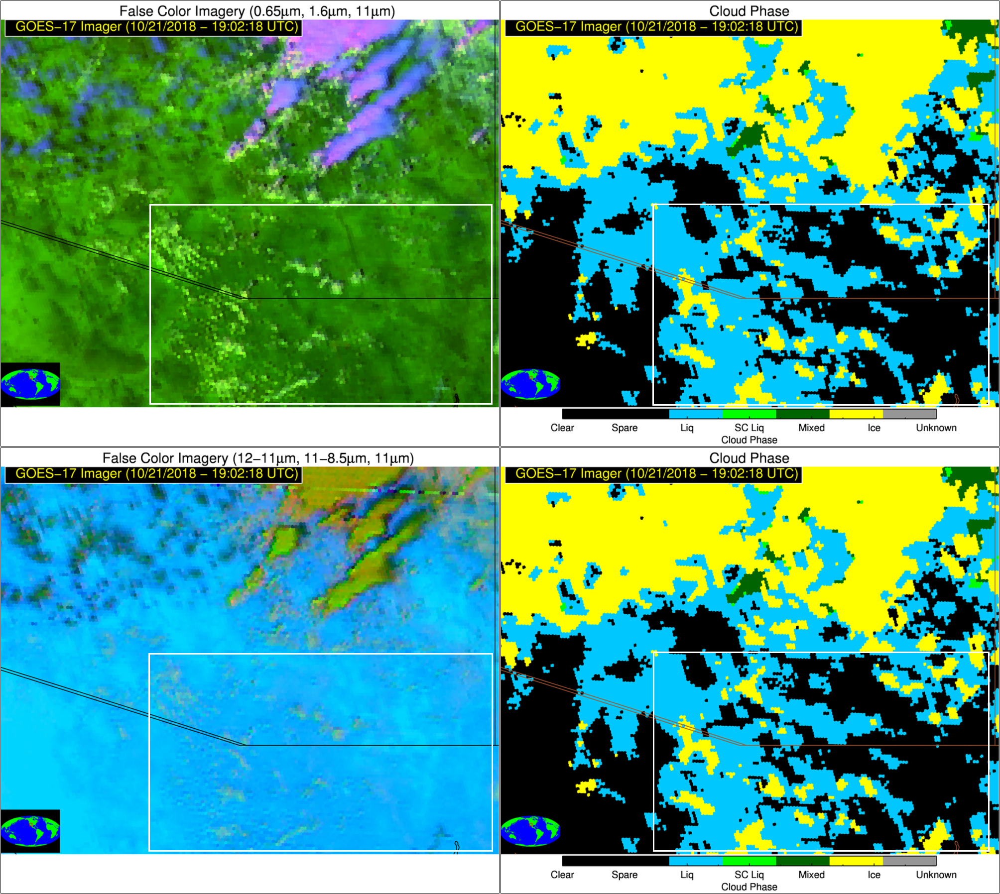 False Color Imagery (0.65μm, 1.6μm, 11μm)
GOES−17 Imager (10/21/2018 − 19:02:18 UTC)
Cloud Phase
GOES−17 Imager (10/21/2018 − 19:02:18 UTC)
Clear Spare Liq SC Liq Mixed Ice Unknown
Cloud Phase
False Color Imagery (12−11μm, 11−8.5μm, 11μm)
GOES−17 Imager (10/21/2018 − 19:02:18 UTC)
Cloud Phase
GOES−17 Imager (10/21/2018 − 19:02:18 UTC)
Clear Spare Liq SC Liq Mixed Ice Unknown
Cloud Phase